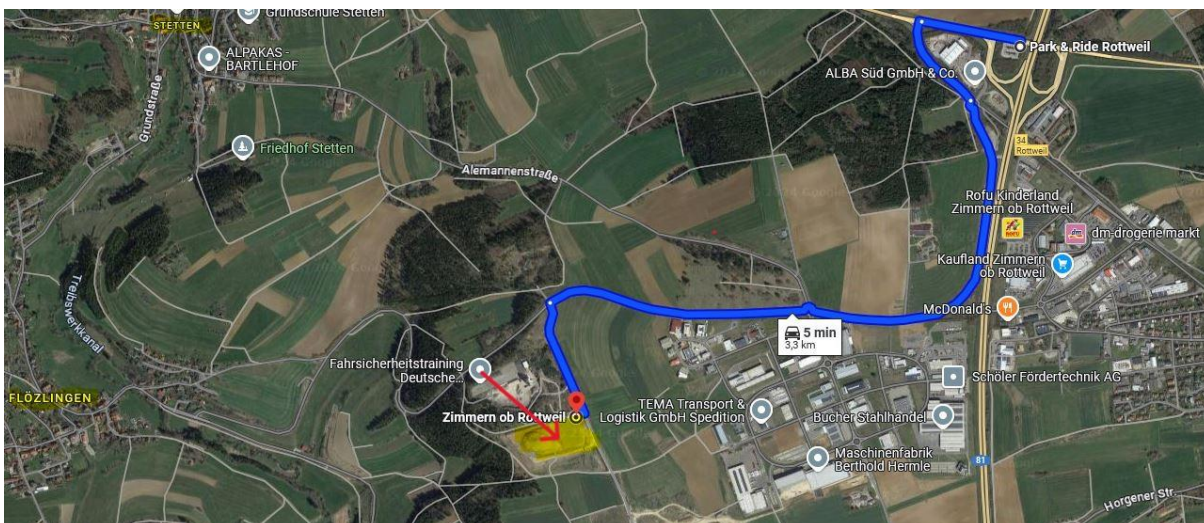 Grundschule Stetten
STETTEN
ALPAKAS -
BARTLEHOF
Grundstraße
Friedhof Stetten
Alemannenstraße
Park & Ride Rottweil
ALBA Süd GmbH & Co.
34
Rottweil
Rofu Kinderland
Zimmern ob Rottweil
dm-drogerie markt
Kaufland Zimmern
ob Rottweil
McDonald's
5 min
3,3 km
Treibswerkkanal
FLÖZLINGEN
Fahrsicherheitstraining
Deutsche...
Zimmern ob Rottweil
TEMA Transport &
Logistik GmbH Spedition
Schöler Fördertechnik AG
Bucher Stahlhandel
Maschinenfabrik
Berthold Hermle
81
Horgener Str.